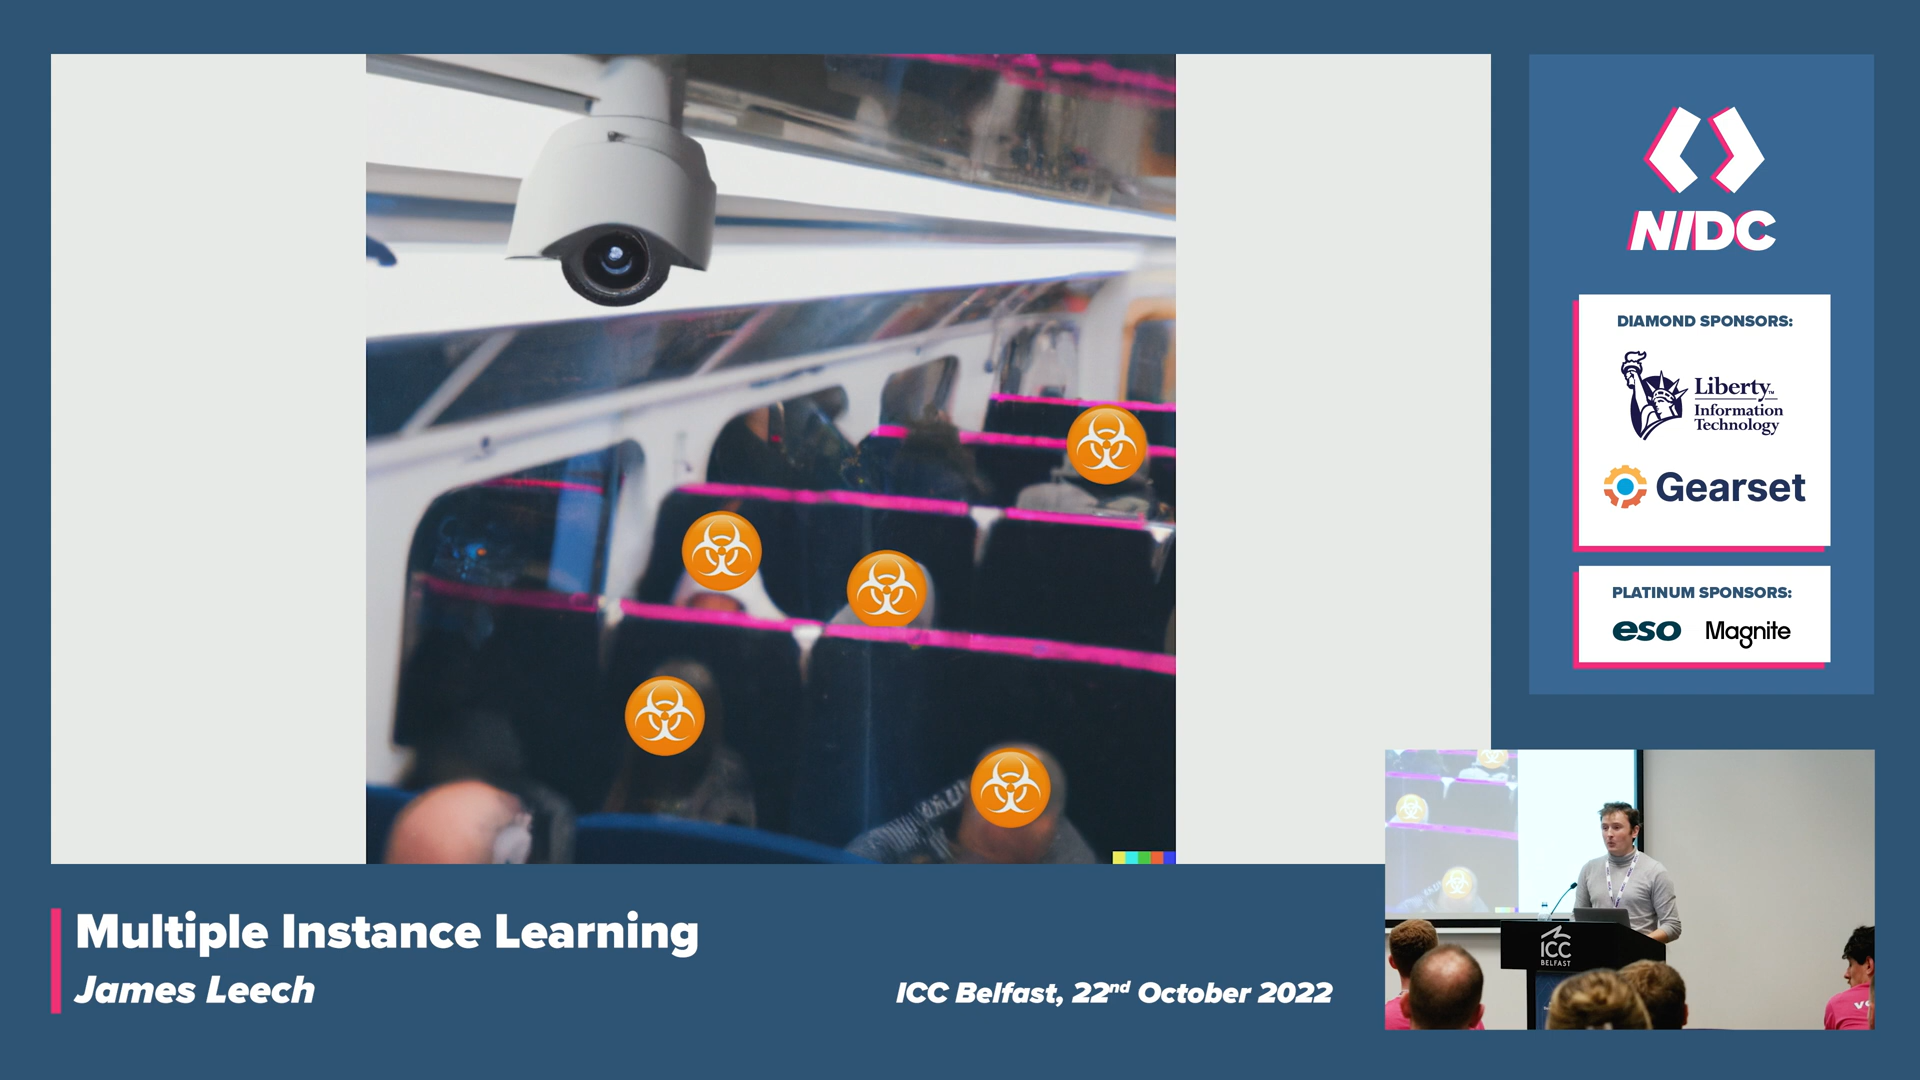 NIDC
DIAMOND SPONSORS:
Liberty™
Information
Technology
Gearset
PLATINUM SPONSORS:
eso Magnite
Multiple Instance Learning
James Leech
ICC Belfast, 22nd October 2022
ICC
BELFAST